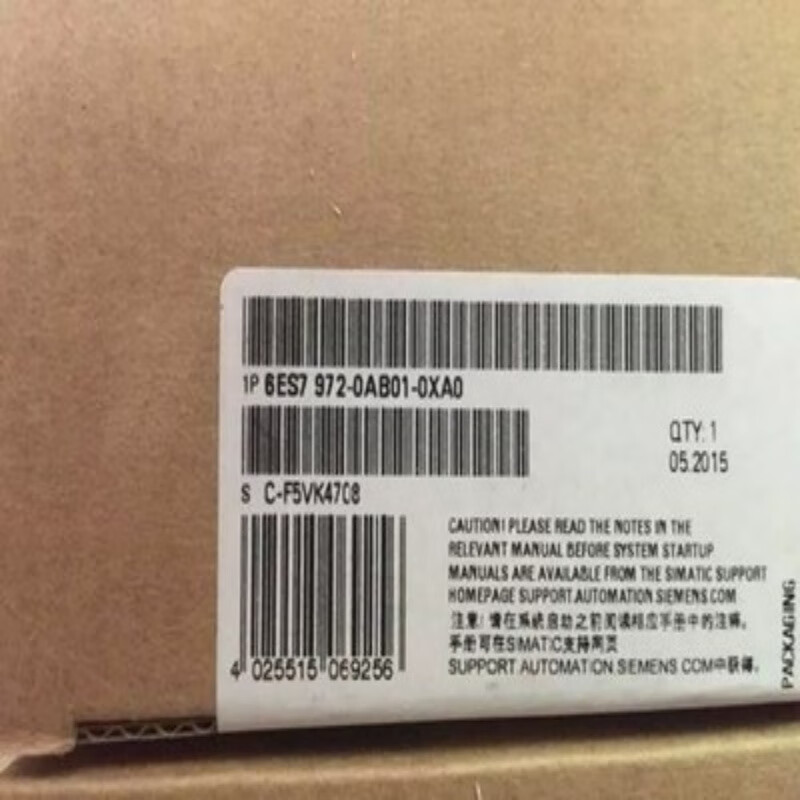 1P 6ES7 972-0AB01-0XA0
QTY: 1
05.2015
S C-F5VK4708
CAUTION! PLEASE READ THE NOTES IN THE
RELEVANT MANUAL BEFORE SYSTEM STARTUP
MANUALS ARE AVAILABLE FROM THE SIMATIC SUPPORT
HOMEPAGE SUPPORT.AUTOMATION.SIEMENS.COM
注意! 请在系统启动之前阅读相应手册中的注释。
手册可在SIMATIC支持网页
SUPPORT AUTOMATION SIEMENS COM中获得。
4 025515 069256
PACKAGING